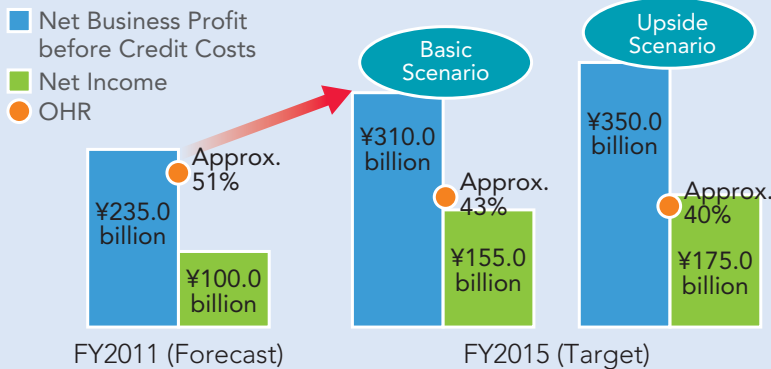 Net Business Profit
before Credit Costs
Net Income
OHR
Basic
Scenario
Upside
Scenario
Approx.
51%
¥235.0
billion
¥100.0
billion
¥310.0
billion
Approx.
43%
¥155.0
billion
¥350.0
billion
Approx.
40%
¥175.0
billion
FY2011 (Forecast)
FY2015 (Target)